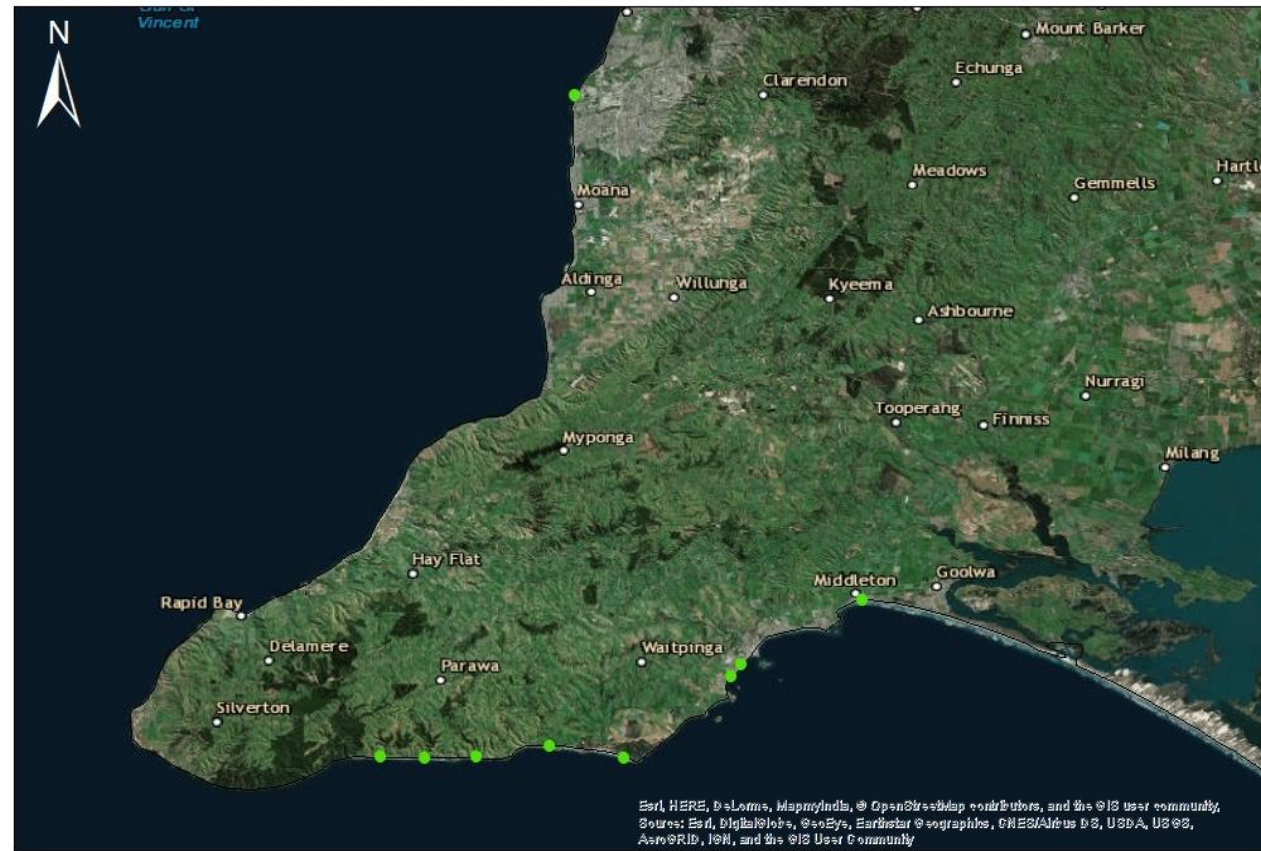 Vincent
N
Mount Barker
Clarendon
Echunga
Meadows
Gemmells
Moana
Aldinga
Willunga
Kyeema
Ashbourne
Nurragi
Tooperang
Finniss
Myponga
Milang
Hay Flat
Middleton
Goolwa
Rapid Bay
Delamere
Waitpinga
Parawa
Silverton
Esri, HERE, DeLorme, MapmyIndia, © OpenStreetMap contributors, and the GIS user community,
Source: Esri, DigitalGlobe, GeoEye, Earthstar Geographics, CNES/Airbus DS, USDA, USGS,
AeroGRID, IGN, and the GIS User Community